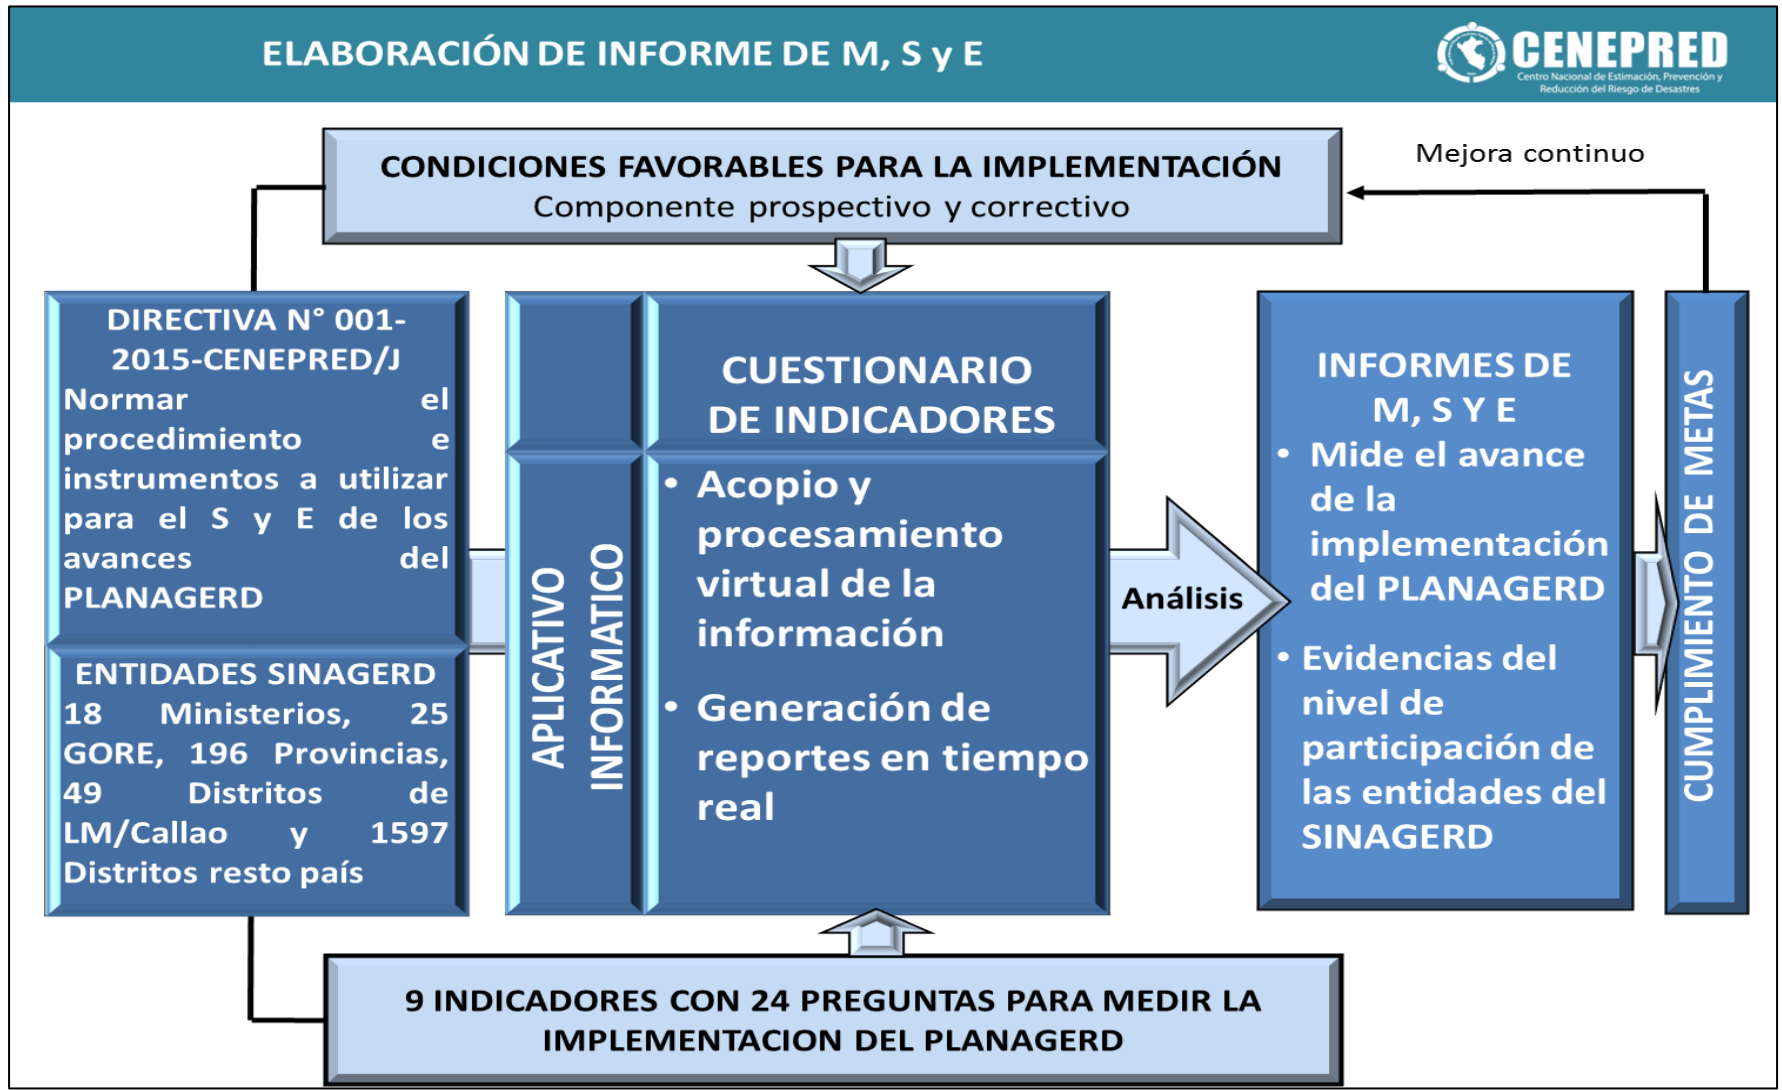 ELABORACIÓN DE INFORME DE M, S y E
CENEPRED
Centro Nacional de Estimación, Prevención y
Reducción del Riesgo de Desastres
CONDICIONES FAVORABLES PARA LA IMPLEMENTACIÓN
Componente prospectivo y correctivo
Mejora continuo
DIRECTIVA N° 001-
2015-CENEPRED/J
Normar el
procedimiento e
instrumentos a utilizar
para el S y E de los
avances del
PLANAGERD
ENTIDADES SINAGERD
18 Ministerios, 25
GORE, 196 Provincias,
49 Distritos de
LM/Callao y 1597
Distritos resto país
APLICATIVO
INFORMATICO
CUESTIONARIO
DE INDICADORES
• Acopio y
procesamiento
virtual de la
información
• Generación de
reportes en tiempo
real
Análisis
INFORMES DE
M, S Y E
• Mide el avance
de la
implementación
del PLANAGERD
• Evidencias del
nivel de
participación de
las entidades del
SINAGERD
CUMPLIMIENTO DE METAS
9 INDICADORES CON 24 PREGUNTAS PARA MEDIR LA
IMPLEMENTACION DEL PLANAGERD